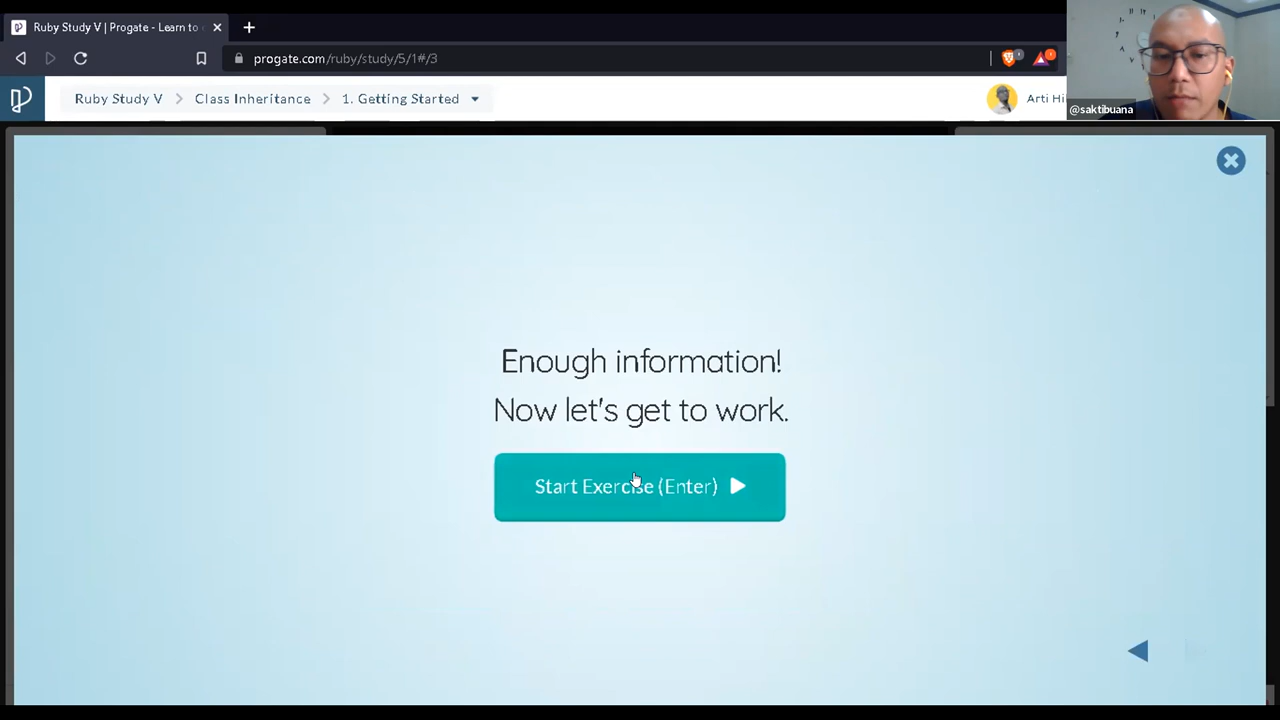 Ruby Study V | Progate - Learn to
progate.com/ruby/study/5/1#/3
Ruby Study V
Class Inheritance
1. Getting Started
Arti Hi
@saktibuana
Enough information!
Now let's get to work.
Start Exercise (Enter)